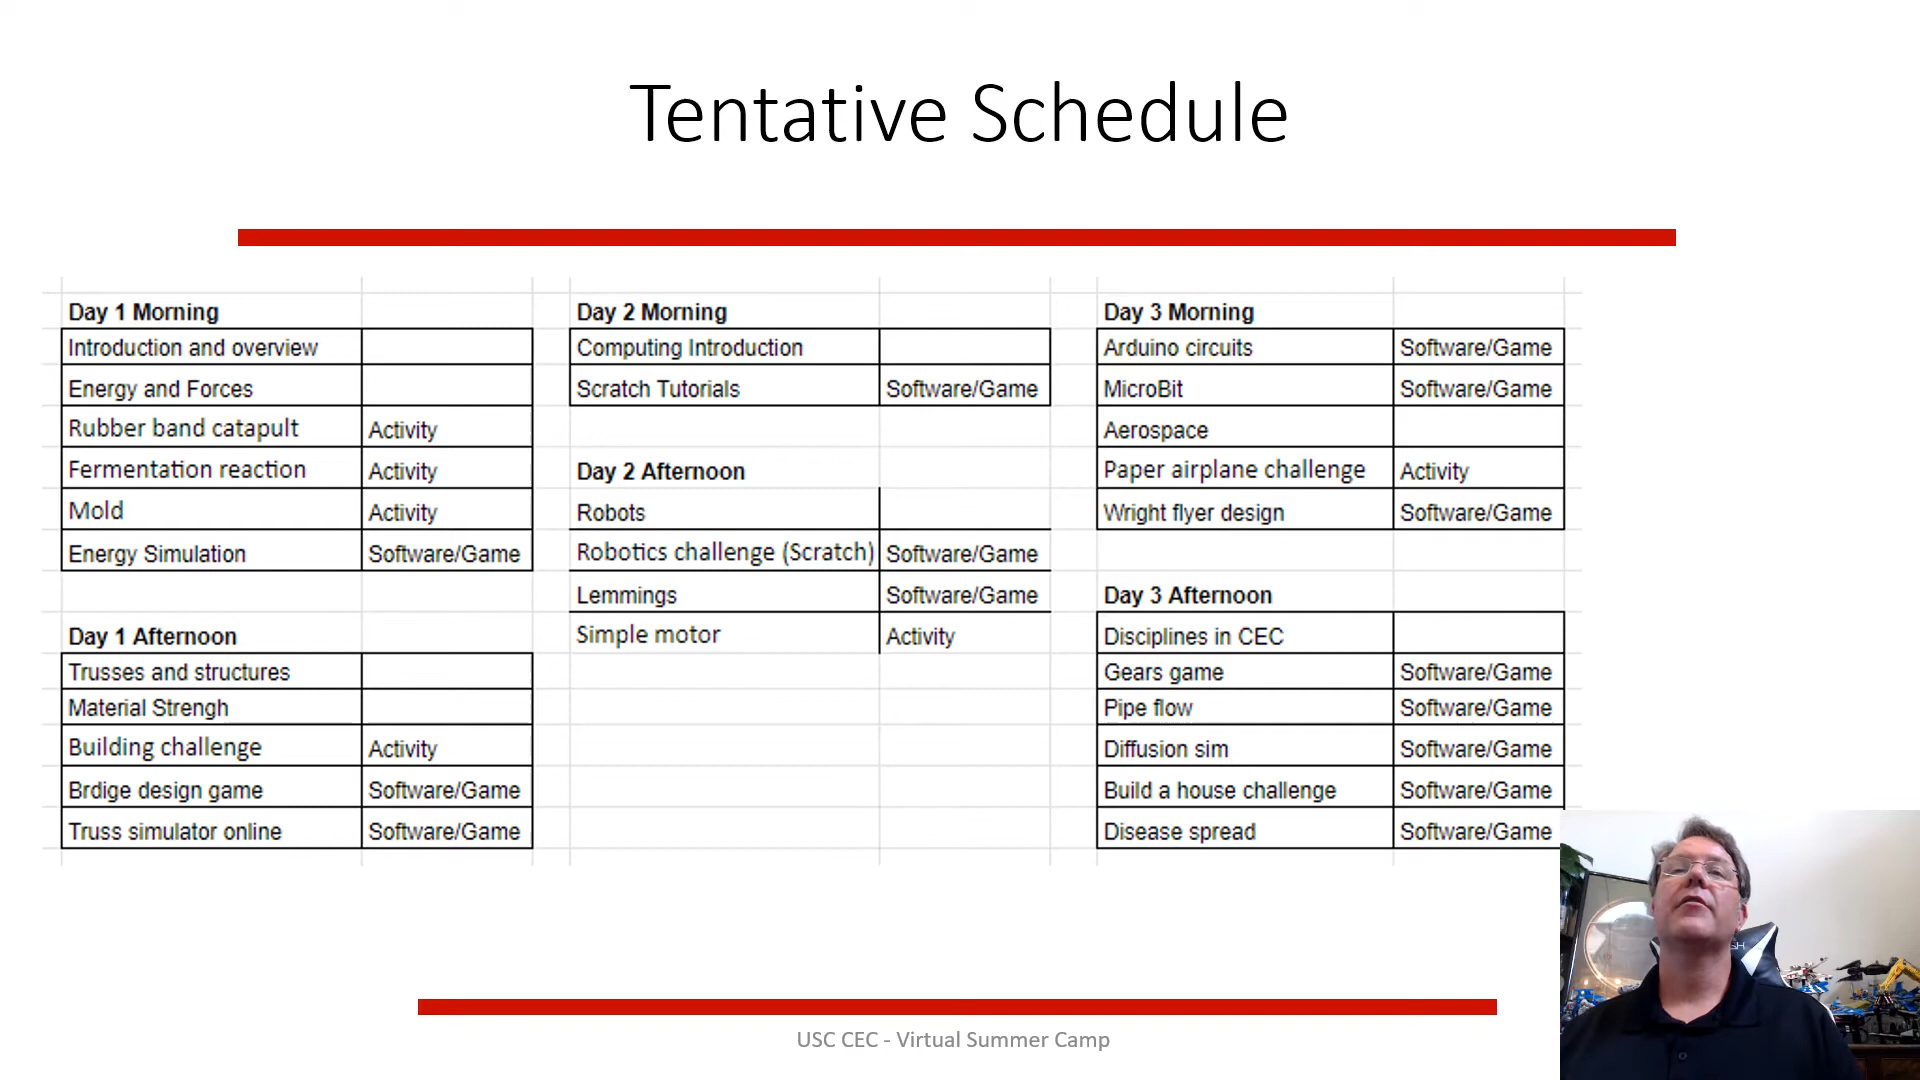 Tentative Schedule
Day 1 Morning
Introduction and overview
Energy and Forces
Rubber band catapult Activity
Fermentation reaction Activity
Mold Activity
Energy Simulation Software/Game
Day 1 Afternoon
Trusses and structures
Material Strengh
Building challenge Activity
Brdige design game Software/Game
Truss simulator online Software/Game
Day 2 Morning
Computing Introduction
Scratch Tutorials Software/Game
Day 2 Afternoon
Robots
Robotics challenge (Scratch) Software/Game
Lemmings Software/Game
Simple motor Activity
Day 3 Morning
Arduino circuits Software/Game
MicroBit Software/Game
Aerospace
Paper airplane challenge Activity
Wright flyer design Software/Game
Day 3 Afternoon
Disciplines in CEC
Gears game Software/Game
Pipe flow Software/Game
Diffusion sim Software/Game
Build a house challenge Software/Game
Disease spread Software/Game
USC CEC - Virtual Summer Camp